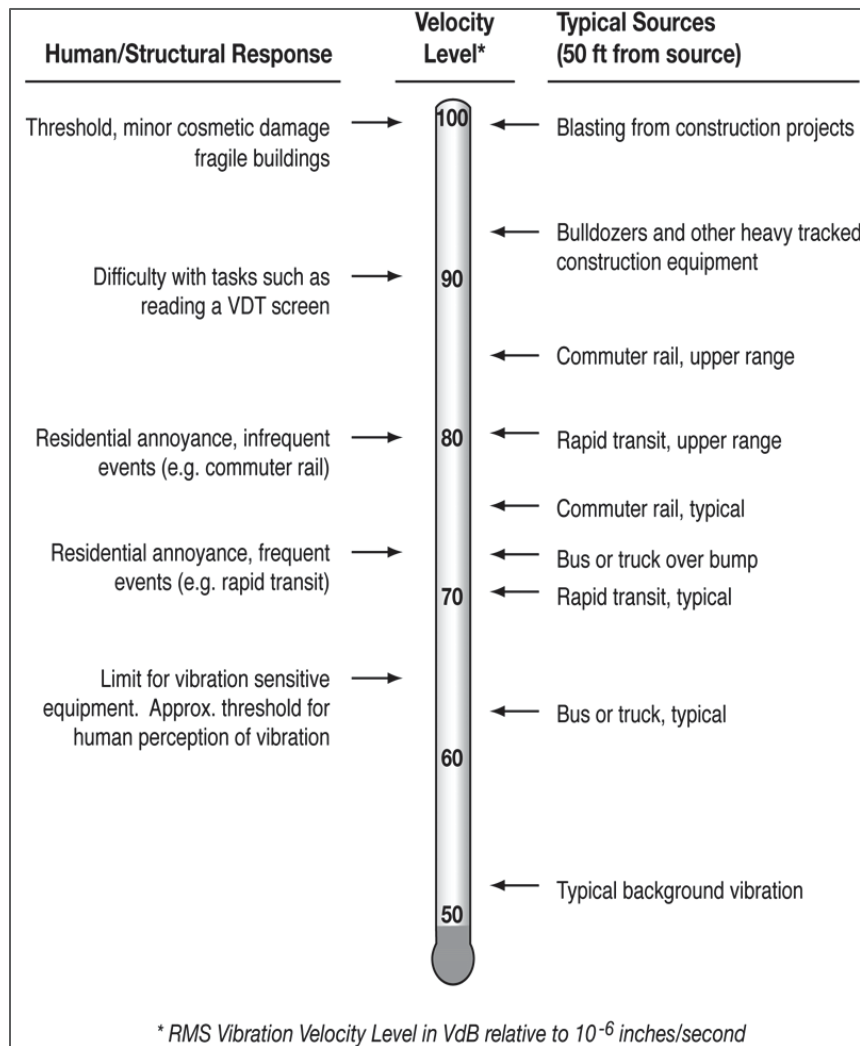 Human/Structural Response
Velocity
Level*
Typical Sources
(50 ft from source)
Threshold, minor cosmetic damage
fragile buildings
100
Blasting from construction projects
Bulldozers and other heavy tracked
construction equipment
Difficulty with tasks such as
reading a VDT screen
90
Commuter rail, upper range
Residential annoyance, infrequent
events (e.g. commuter rail)
80
Rapid transit, upper range
Commuter rail, typical
Residential annoyance, frequent
events (e.g. rapid transit)
Bus or truck over bump
70
Rapid transit, typical
Limit for vibration sensitive
equipment. Approx. threshold for
human perception of vibration
Bus or truck, typical
60
Typical background vibration
50
* RMS Vibration Velocity Level in VdB relative to 10⁻⁶ inches/second